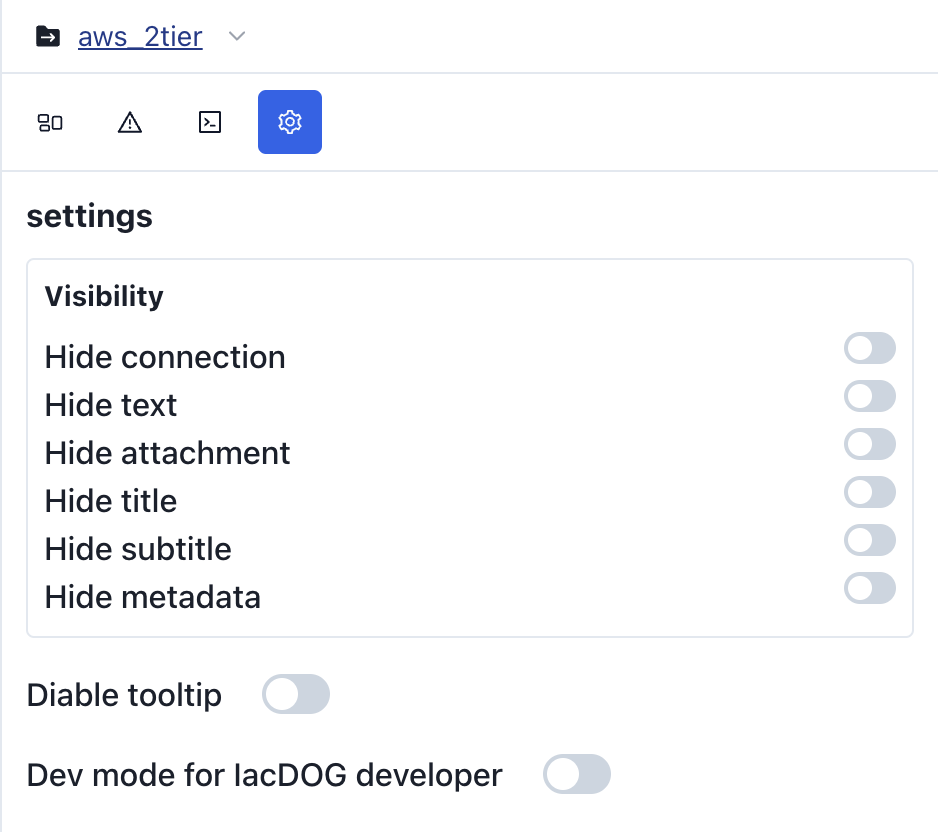 aws_2tier
settings
Visibility
Hide connection
Hide text
Hide attachment
Hide title
Hide subtitle
Hide metadata
Diable tooltip
Dev mode for IacDOG developer